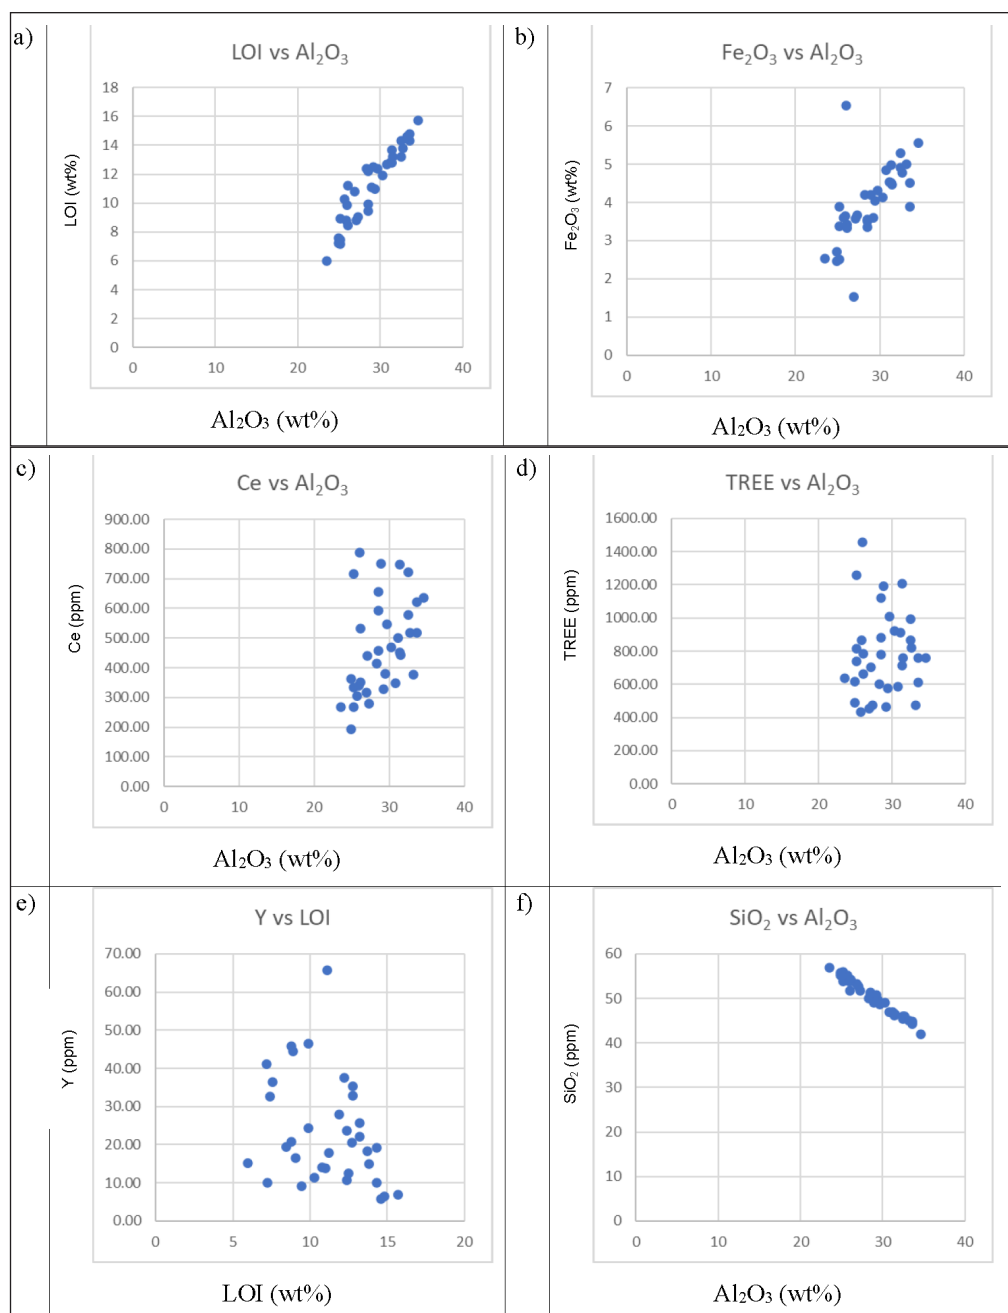 a)
LOI vs Al₂O₃
LOI (wt%)
18
16
14
12
10
8
6
4
2
0
0 10 20 30 40
Al₂O₃ (wt%)
b)
Fe₂O₃ vs Al₂O₃
Fe₂O₃ (wt%)
7
6
5
4
3
2
1
0
0 10 20 30 40
Al₂O₃ (wt%)
c)
Ce vs Al₂O₃
Ce (ppm)
900.00
800.00
700.00
600.00
500.00
400.00
300.00
200.00
100.00
0.00
0 10 20 30 40
Al₂O₃ (wt%)
d)
TREE vs Al₂O₃
TREE (ppm)
1600.00
1400.00
1200.00
1000.00
800.00
600.00
400.00
200.00
0.00
0 10 20 30 40
Al₂O₃ (wt%)
e)
Y vs LOI
Y (ppm)
70.00
60.00
50.00
40.00
30.00
20.00
10.00
0.00
0 5 10 15 20
LOI (wt%)
f)
SiO₂ vs Al₂O₃
SiO₂ (ppm)
60
50
40
30
20
10
0
0 10 20 30 40
Al₂O₃ (wt%)